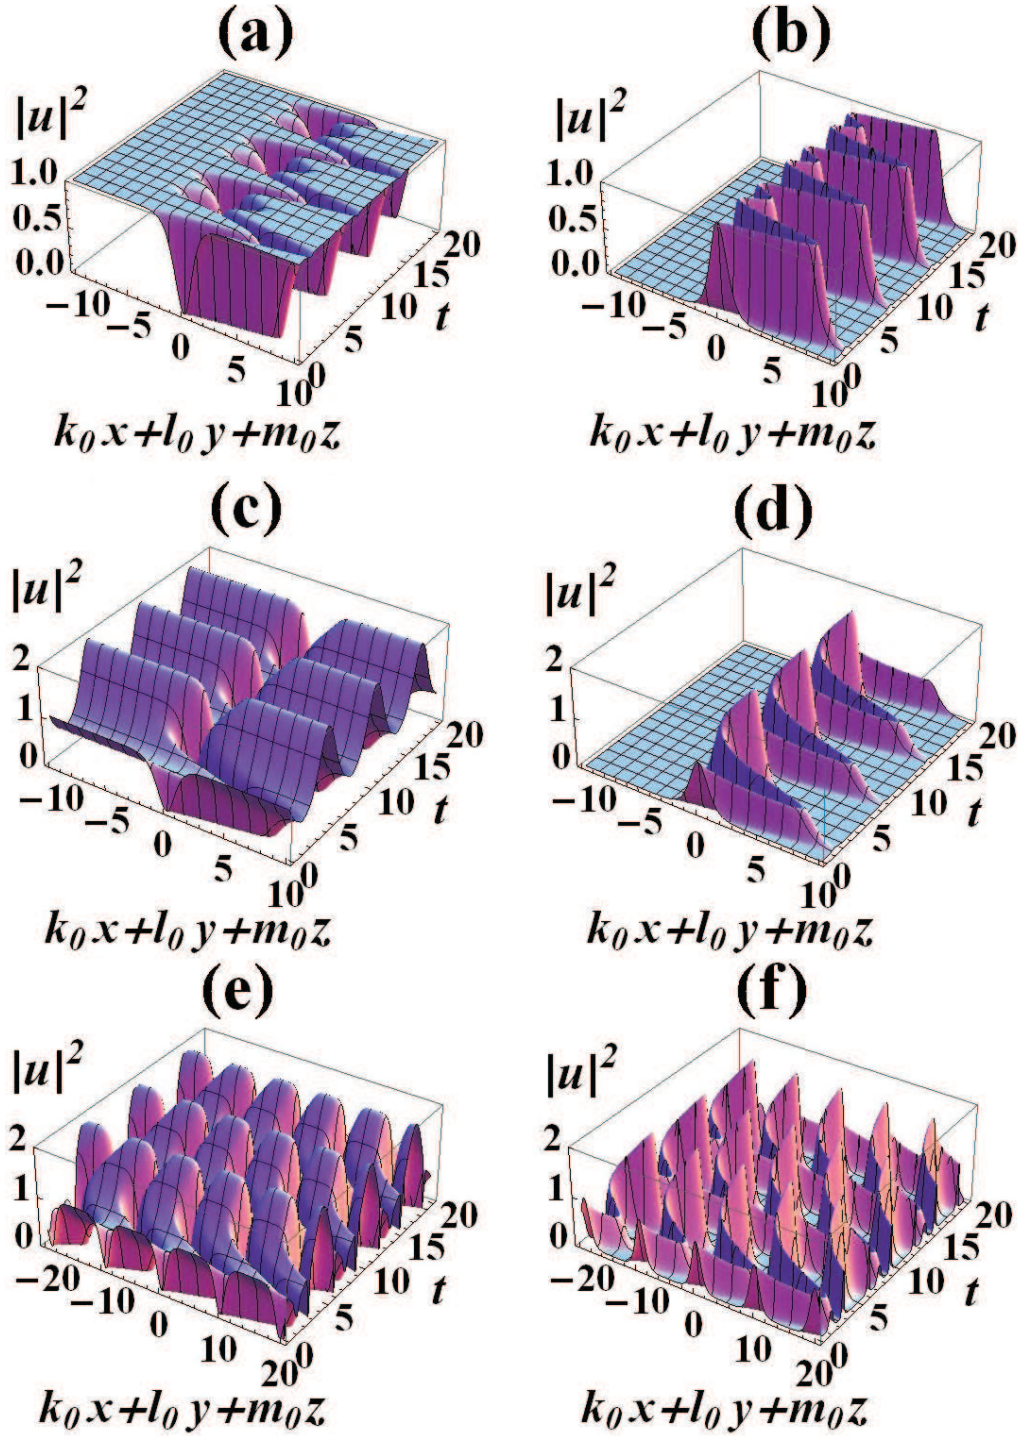 (a) (b)
|u|² |u|²
1.0 1.0
0.5 0.5
0.0 0.0
−10 −5 0 5 10 −10 −5 0 5 10
0 5 10 15 20 0 5 10 15 20
t t
k₀x+l₀y+m₀z k₀x+l₀y+m₀z
(c) (d)
|u|² |u|²
2 2
1 1
0 0
−10 −5 0 5 10 −10 −5 0 5 10
0 5 10 15 20 0 5 10 15 20
t t
k₀x+l₀y+m₀z k₀x+l₀y+m₀z
(e) (f)
|u|² |u|²
2 2
1 1
0 0
−20 −10 0 10 20 −20 −10 0 10 20
0 5 10 15 20 0 5 10 15 20
t t
k₀x+l₀y+m₀z k₀x+l₀y+m₀z